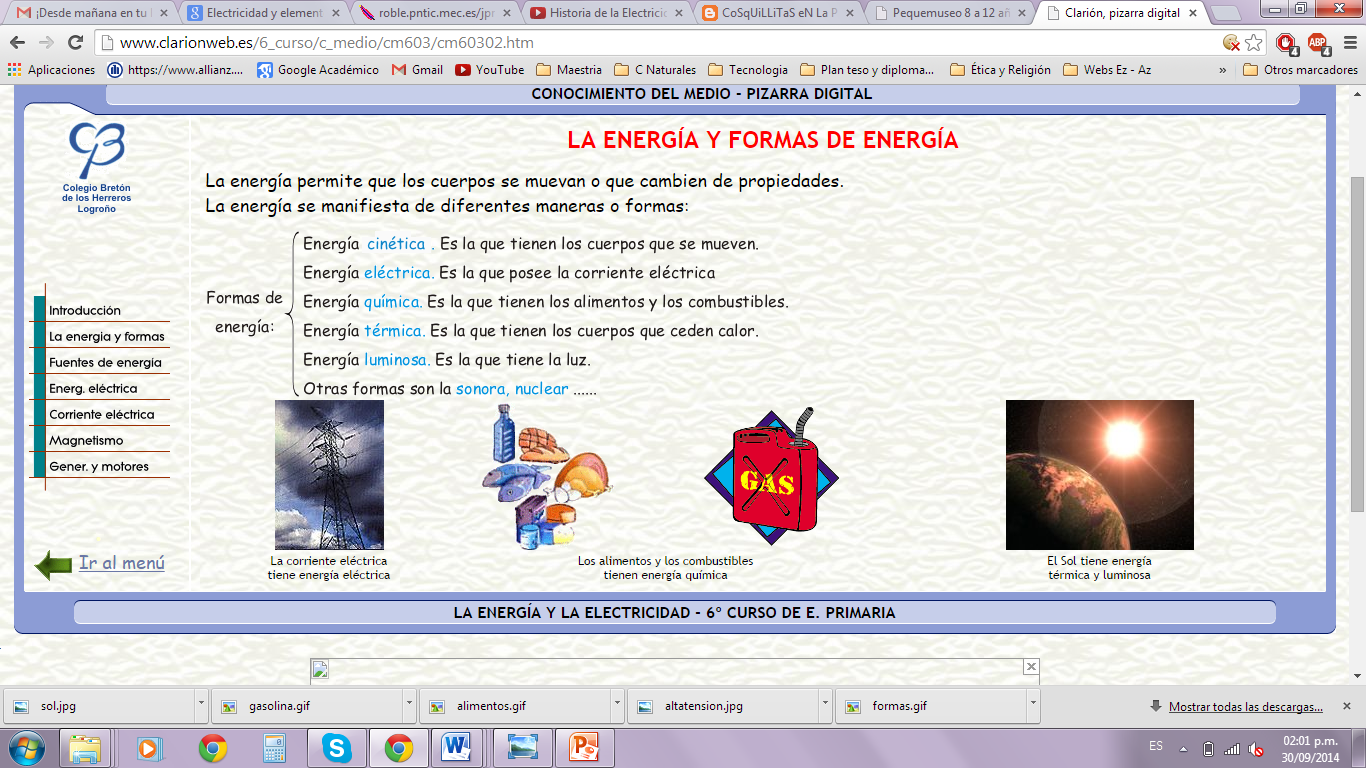 ¡Desde mañana en tu
Electricidad y element
roble.pntic.mec.es/jpr
Historia de la Electricid
CoSqUiLLiTaS eN La P
Pequemuseo 8 a 12 añ
Clarión, pizarra digital
www.clarionweb.es/6_curso/c_medio/cm603/cm60302.htm
4
ABP
4
Aplicaciones
https://www.allianz....
Google Académico
Gmail
YouTube
Maestria
C Naturales
Tecnologia
Plan teso y diploma...
Ética y Religión
Webs Ez - Az
»
Otros marcadores
CONOCIMIENTO DEL MEDIO - PIZARRA DIGITAL
CB
Colegio Bretón
de los Herreros
Logroño
LA ENERGÍA Y FORMAS DE ENERGÍA
La energía permite que los cuerpos se muevan o que cambien de propiedades.
La energía se manifiesta de diferentes maneras o formas:
Formas de
energía:
Energía cinética . Es la que tienen los cuerpos que se mueven.
Energía eléctrica. Es la que posee la corriente eléctrica
Energía química. Es la que tienen los alimentos y los combustibles.
Energía térmica. Es la que tienen los cuerpos que ceden calor.
Energía luminosa. Es la que tiene la luz.
Otras formas son la sonora, nuclear ......
Introducción
La energia y formas
Fuentes de energia
Energ. eléctrica
Corriente eléctrica
Magnetismo
Gener. y motores
Ir al menú
GAS
La corriente eléctrica
tiene energía eléctrica
Los alimentos y los combustibles
tienen energía química
El Sol tiene energía
térmica y luminosa
LA ENERGÍA Y LA ELECTRICIDAD - 6º CURSO DE E. PRIMARIA
sol.jpg
gasolina.gif
alimentos.gif
altatension.jpg
formas.gif
Mostrar todas las descargas...
ES
02:01 p.m.
30/09/2014